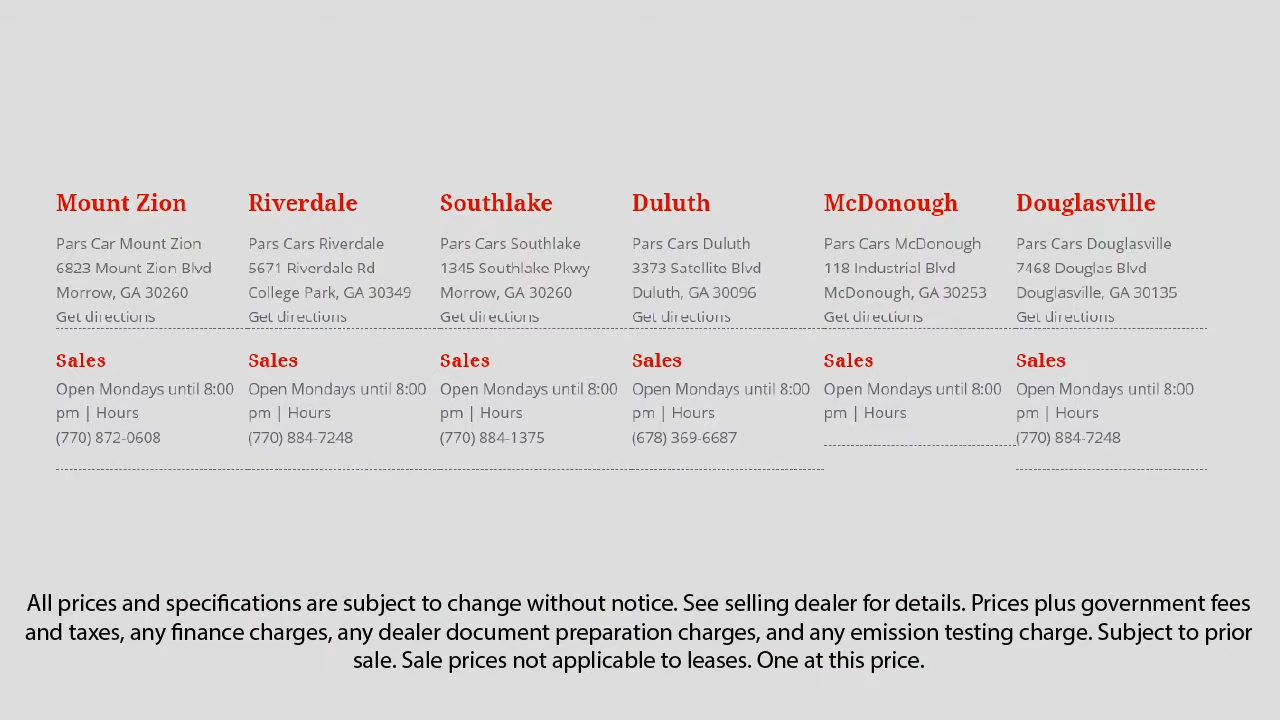 Mount Zion
Pars Car Mount Zion
6823 Mount Zion Blvd
Morrow, GA 30260
Get directions
Sales
Open Mondays until 8:00
pm | Hours
(770) 872-0608
Riverdale
Pars Cars Riverdale
5671 Riverdale Rd
College Park, GA 30349
Get directions
Sales
Open Mondays until 8:00
pm | Hours
(770) 884-7248
Southlake
Pars Cars Southlake
1345 Southlake Pkwy
Morrow, GA 30260
Get directions
Sales
Open Mondays until 8:00
pm | Hours
(770) 884-1375
Duluth
Pars Cars Duluth
3373 Satellite Blvd
Duluth, GA 30096
Get directions
Sales
Open Mondays until 8:00
pm | Hours
(678) 369-6687
McDonough
Pars Cars McDonough
118 Industrial Blvd
McDonough, GA 30253
Get directions
Sales
Open Mondays until 8:00
pm | Hours
Douglasville
Pars Cars Douglasville
7468 Douglas Blvd
Douglasville, GA 30135
Get directions
Sales
Open Mondays until 8:00
pm | Hours
(770) 884-7248
All prices and specifications are subject to change without notice. See selling dealer for details. Prices plus government fees
and taxes, any finance charges, any dealer document preparation charges, and any emission testing charge. Subject to prior
sale. Sale prices not applicable to leases. One at this price.